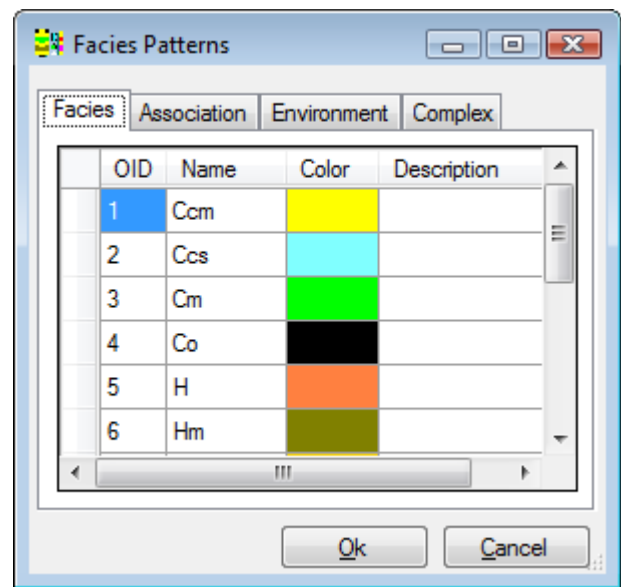 Facies Patterns
Facies Association Environment Complex
OID Name Color Description
1 Ccm
2 Ccs
3 Cm
4 Co
5 H
6 Hm
Ok Cancel